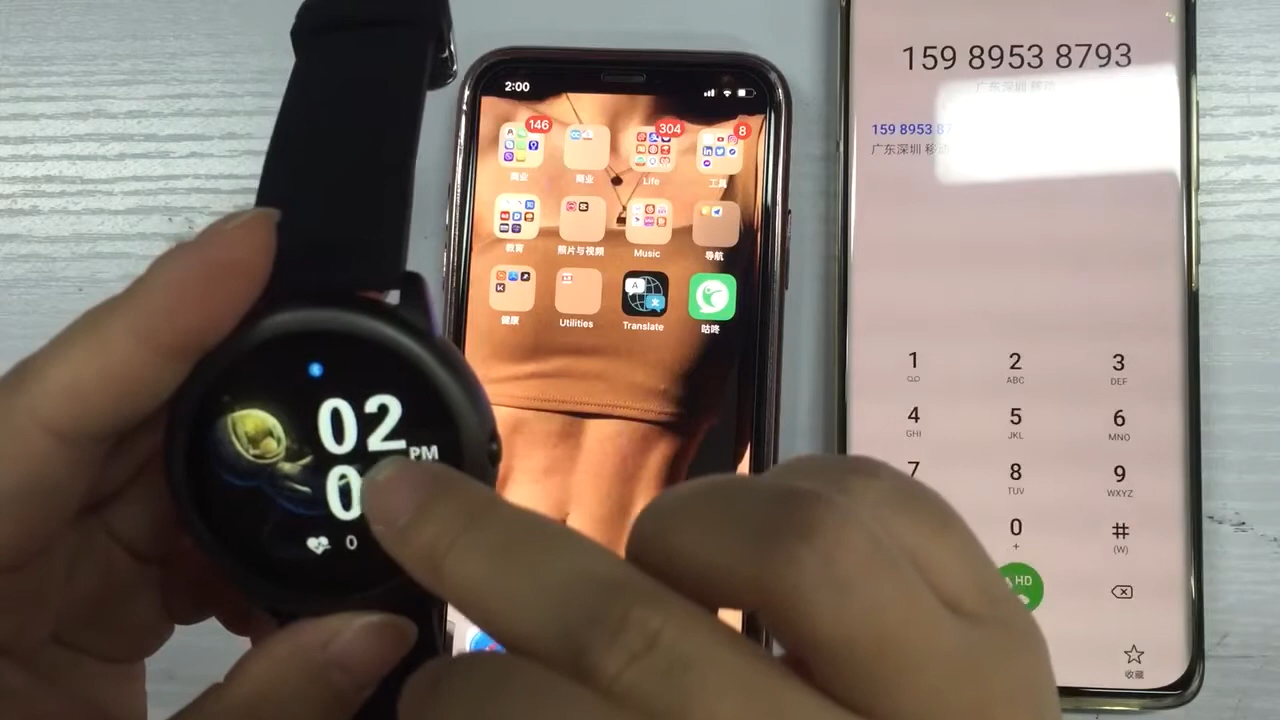 02
PM
0
0
2:00
146
304
8
商业
商业
Life
工具
教育
照片与视频
Music
导航
健康
Utilities
Translate
咕咚
159 8953 8793
广东深圳 移动
159 8953 87
广东深圳 移动
1
2
ABC
3
DEF
4
GHI
5
JKL
6
MNO
7
8
TUV
9
WXYZ
0
+
#
(W)
HD
收藏